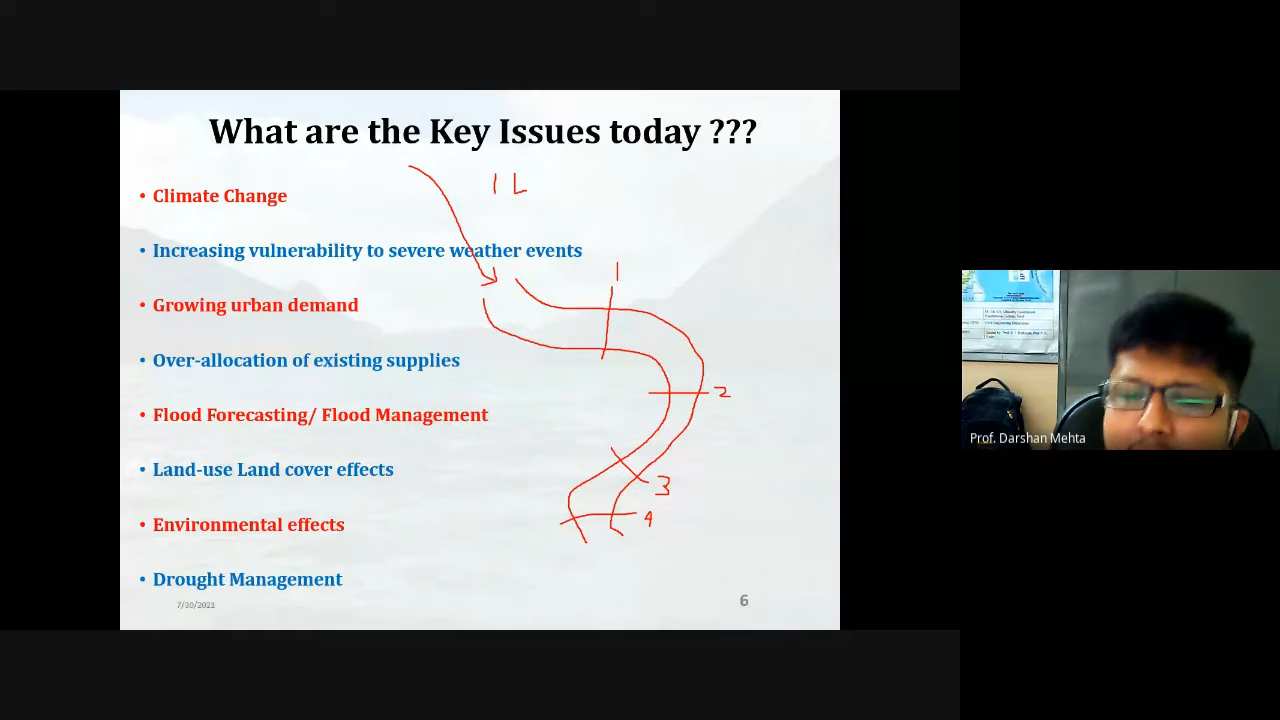 What are the Key Issues today ???
1 L
• Climate Change
• Increasing vulnerability to severe weather events
1
• Growing urban demand
• Over-allocation of existing supplies
2
• Flood Forecasting/ Flood Management
• Land-use Land cover effects
3
• Environmental effects
4
• Drought Management
7/30/2021
6
Prof. Darshan Mehta